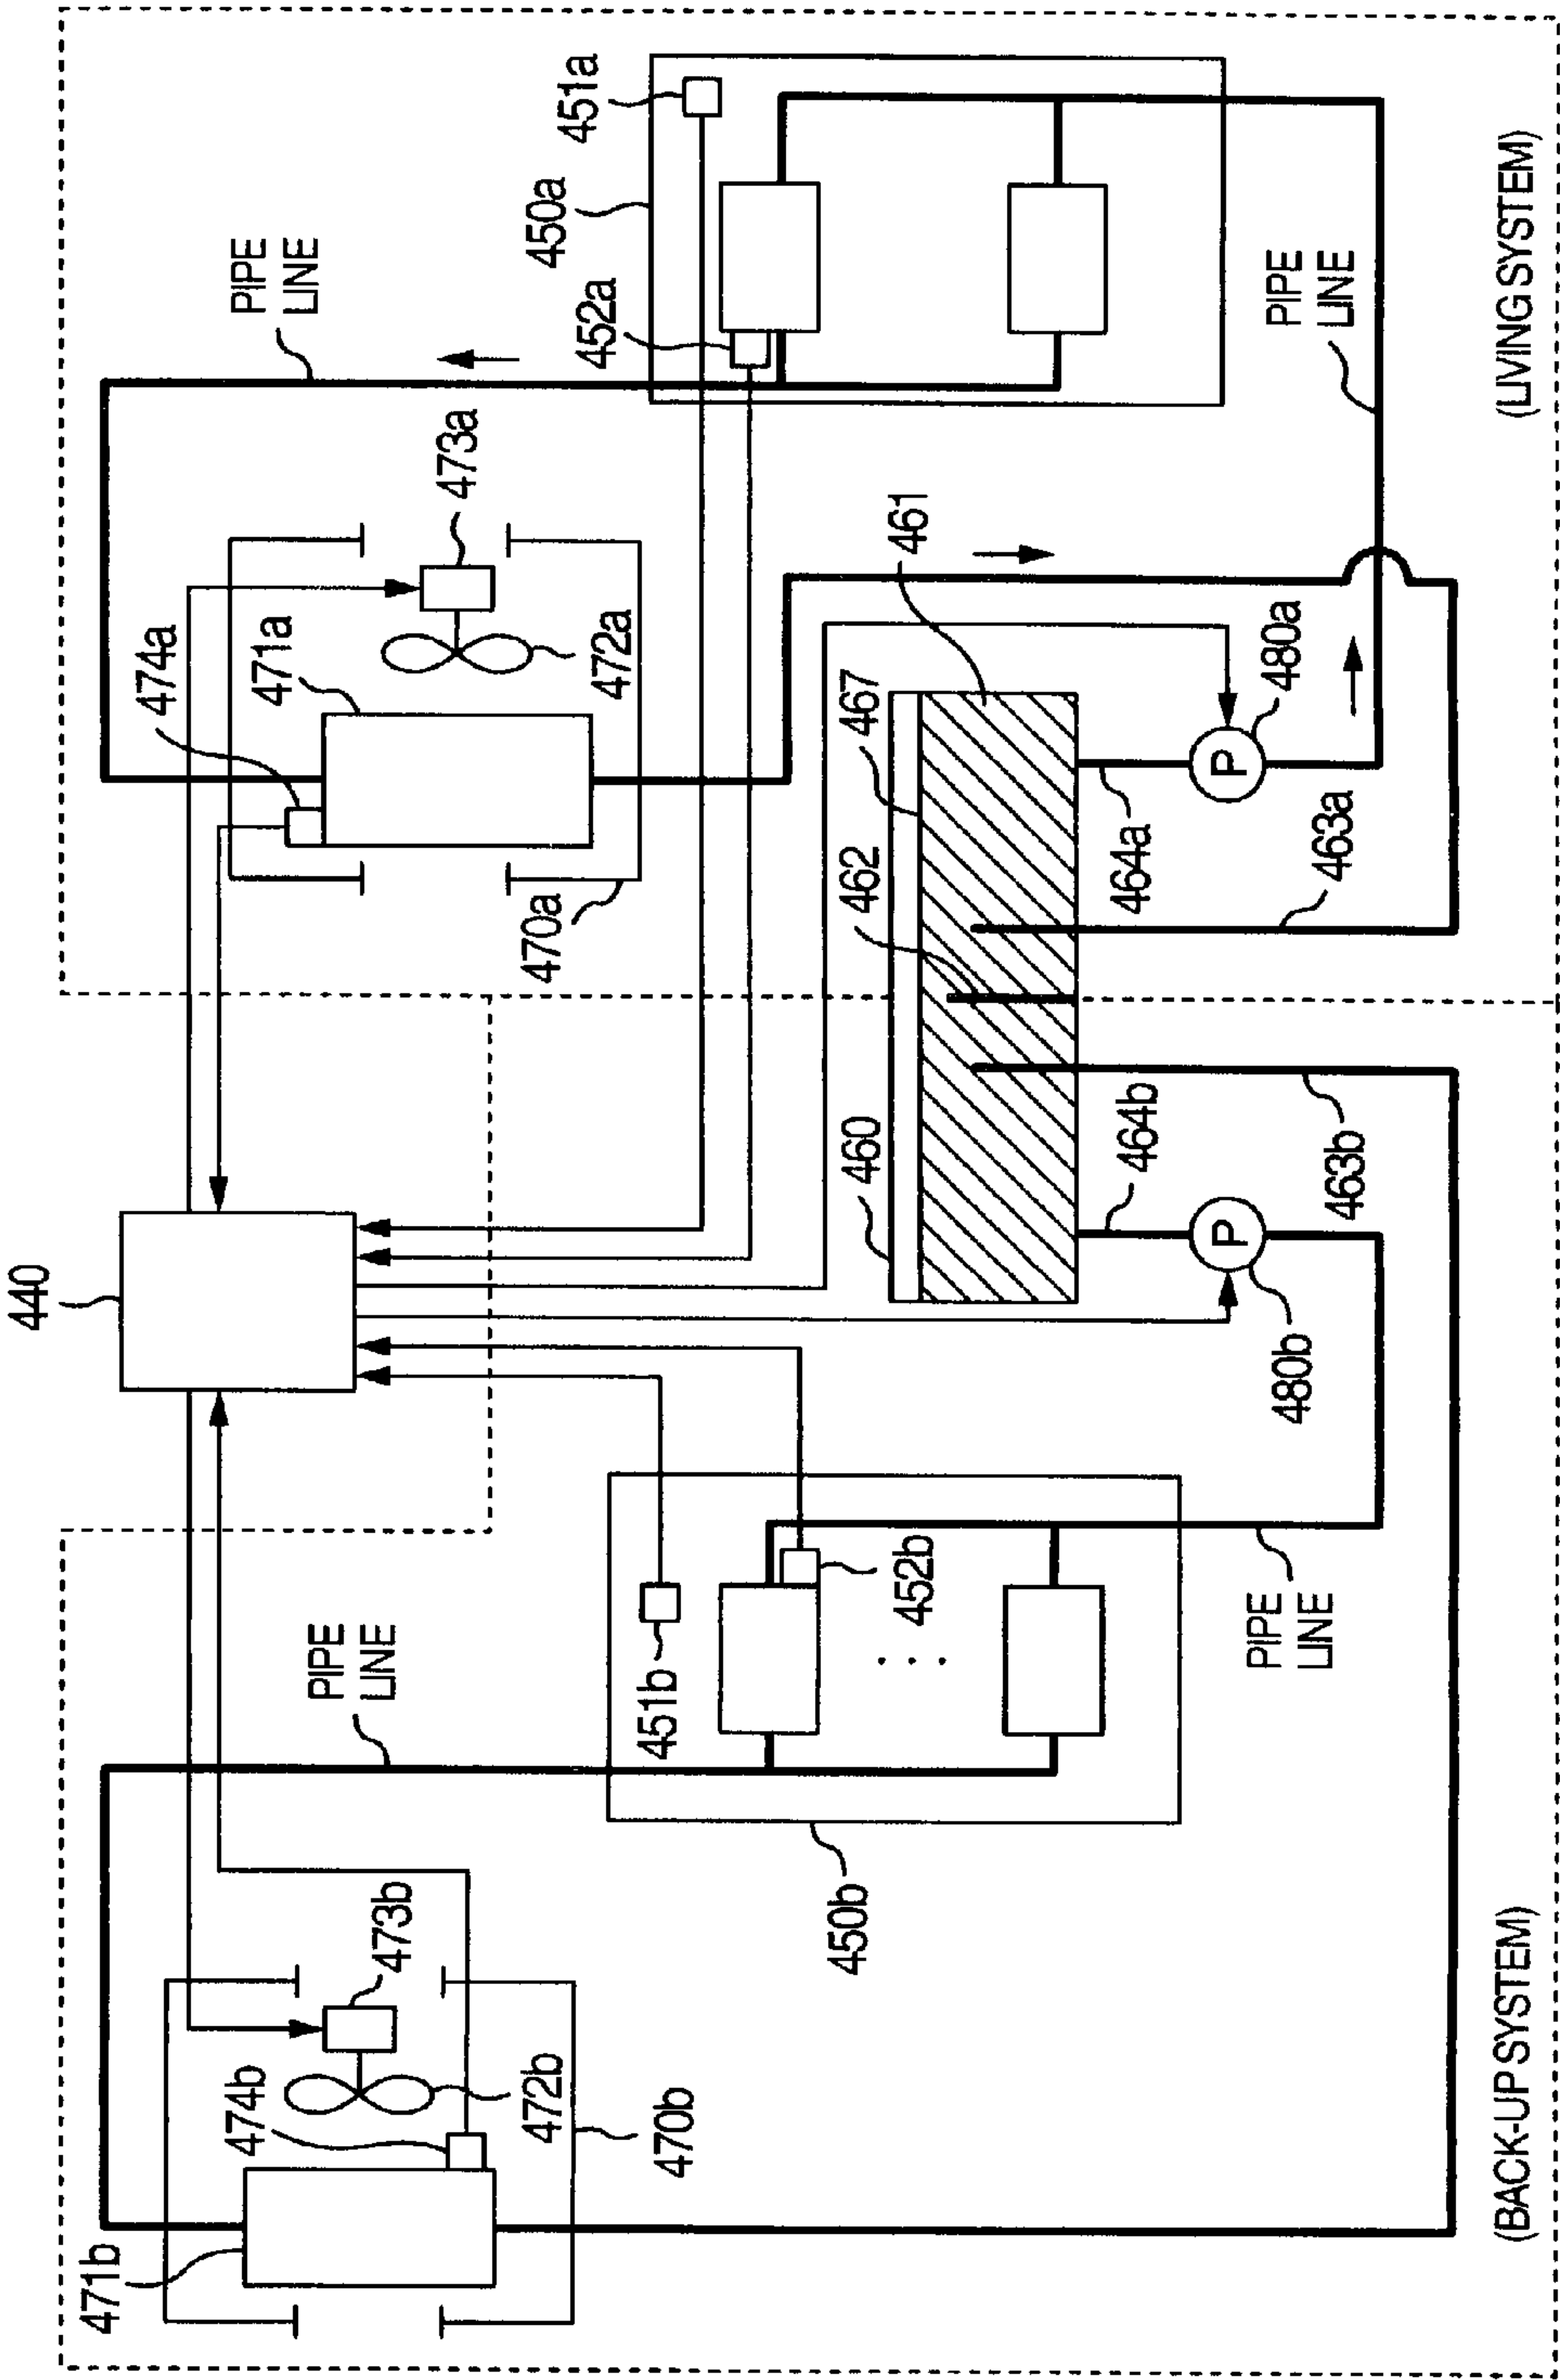 440
471b
474b
473b
472b
470b
PIPE
LINE
451b
452b
450b
PIPE
LINE
480b
464b
463b
460
462
467
461
464a
463a
480a
470a
474a
471a
472a
473a
PIPE
LINE
452a
450a
451a
PIPE
LINE
(BACK-UP SYSTEM)
(LIVING SYSTEM)
P
P